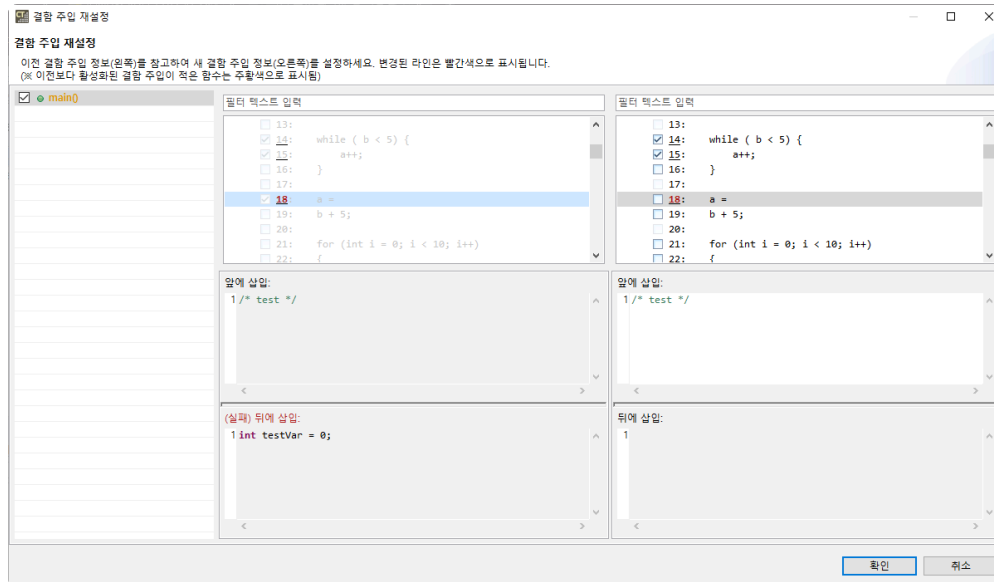 CT 결함 주입 재설정
결함 주입 재설정
이전 결함 주입 정보(왼쪽)를 참고하여 새 결함 주입 정보(오른쪽)를 설정하세요. 변경된 라인은 빨간색으로 표시됩니다.
(※ 이전보다 활성화된 결함 주입이 적은 함수는 주황색으로 표시됨)
main()
필터 텍스트 입력
13:
14: while ( b < 5) {
15: a++;
16: }
17:
18 a =
19: b + 5;
20:
21: for (int i = 0; i < 10; i++)
22: {
앞에 삽입:
1 /* test */
(실패) 뒤에 삽입:
1 int testVar = 0;
필터 텍스트 입력
13:
14: while ( b < 5) {
15: a++;
16: }
17:
18: a =
19: b + 5;
20:
21: for (int i = 0; i < 10; i++)
22: {
앞에 삽입:
1 /* test */
뒤에 삽입:
1
확인
취소